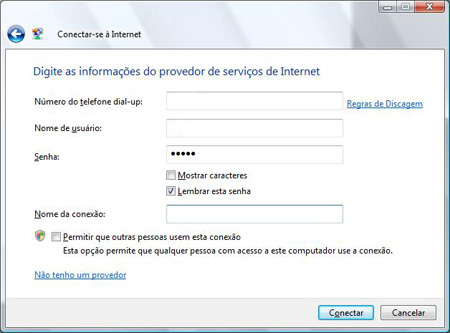 Conectar-se à Internet
Digite as informações do provedor de serviços de Internet
Número do telefone dial-up:
Regras de Discagem
Nome de usuário:
Senha: •••••
Mostrar caracteres
Lembrar esta senha
Nome da conexão:
Permitir que outras pessoas usem esta conexão
Esta opção permite que qualquer pessoa com acesso a este computador use a conexão.
Não tenho um provedor
Conectar Cancelar